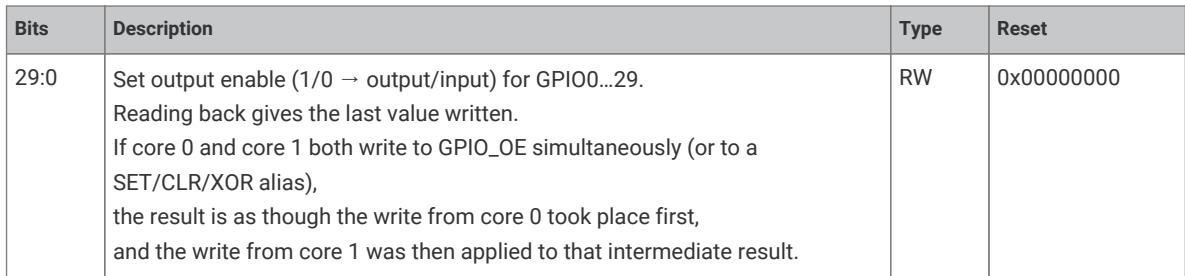 Bits Description Type Reset
29:0 Set output enable (1/0 → output/input) for GPIO0…29. RW 0x00000000
Reading back gives the last value written.
If core 0 and core 1 both write to GPIO_OE simultaneously (or to a
SET/CLR/XOR alias),
the result is as though the write from core 0 took place first,
and the write from core 1 was then applied to that intermediate result.